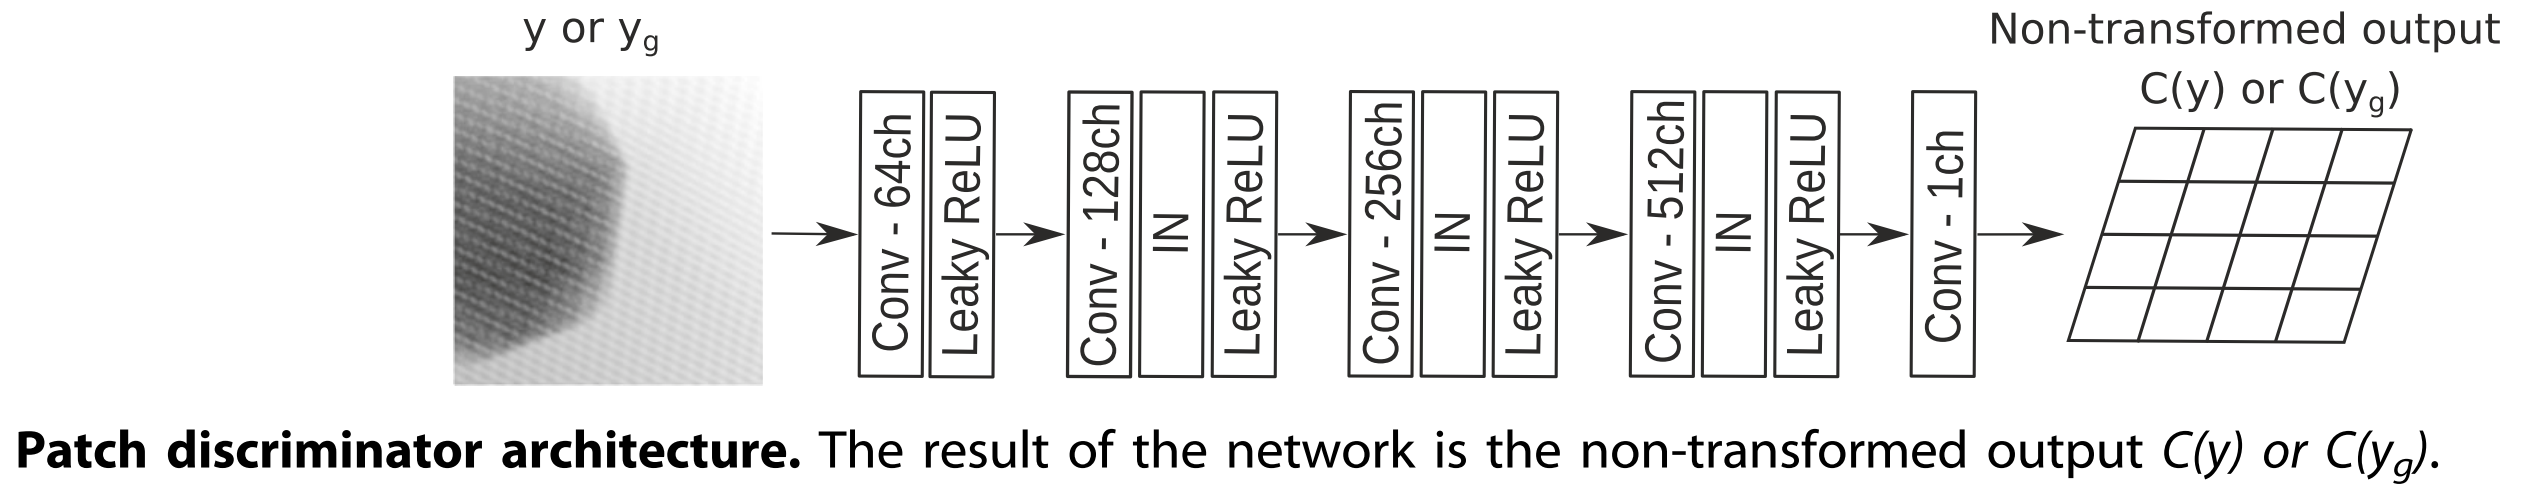 y or y_g
Non-transformed output
C(y) or C(y_g)
Conv - 64ch
Leaky ReLU
Conv - 128ch
IN
Leaky ReLU
Conv - 256ch
IN
Leaky ReLU
Conv - 512ch
IN
Leaky ReLU
Conv - 1ch
Patch discriminator architecture. The result of the network is the non-transformed output C(y) or C(y_g).